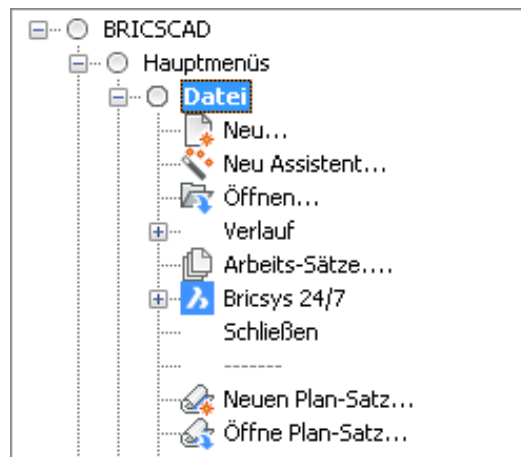 BRICSCAD
Hauptmenüs
Datei
Neu...
Neu Assistent...
Öffnen...
Verlauf
Arbeits-Sätze....
Bricsys 24/7
Schließen
-------
Neuen Plan-Satz...
Öffne Plan-Satz...